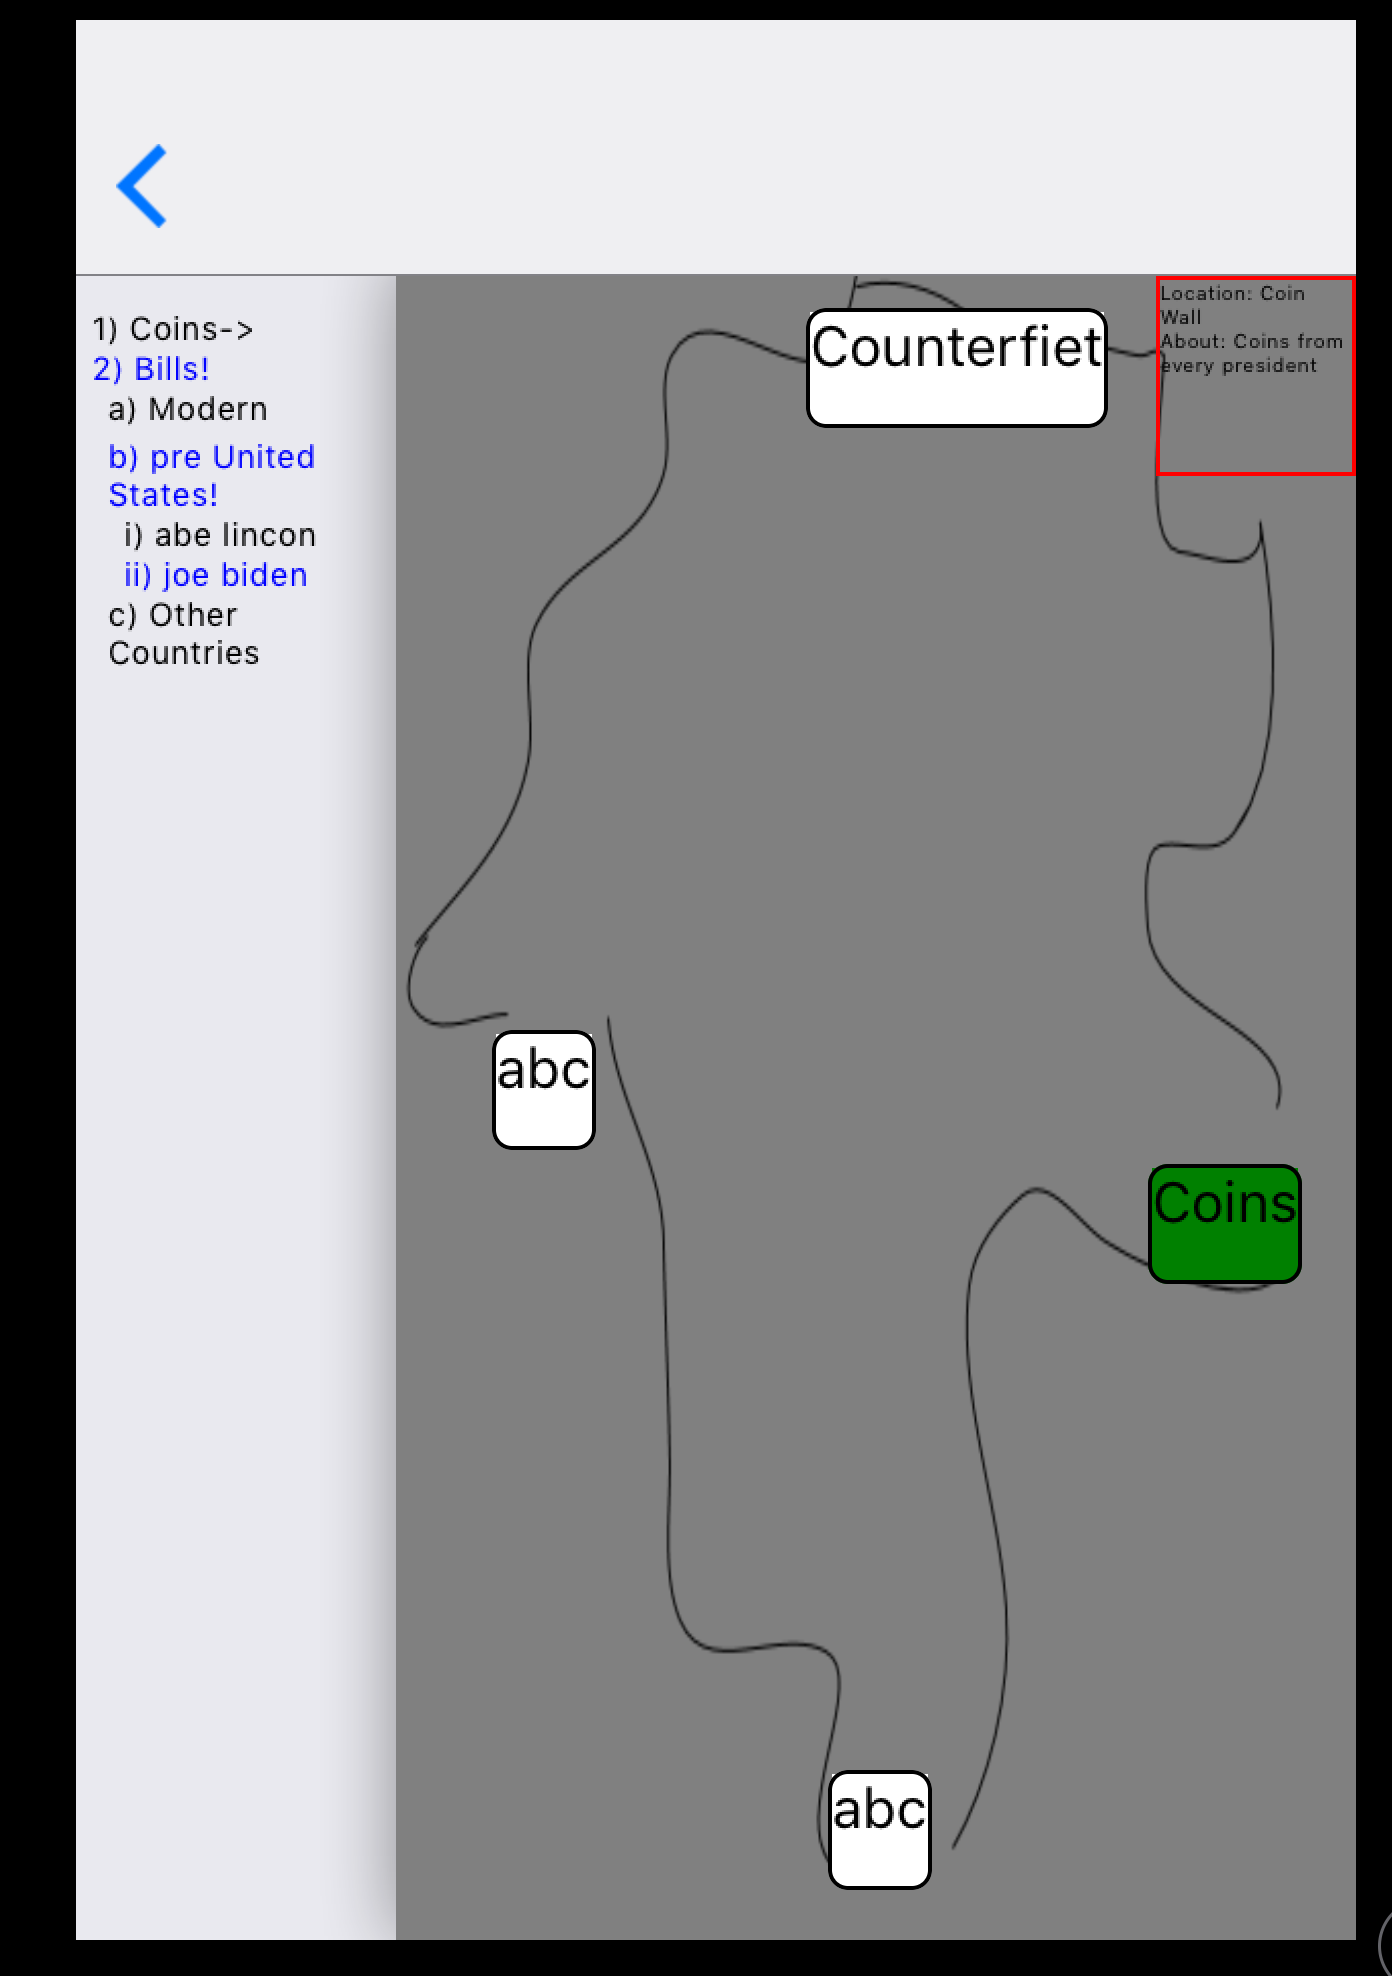 1) Coins->
2) Bills!
a) Modern
b) pre United
States!
i) abe lincon
ii) joe biden
c) Other
Countries
Counterfiet
Location: Coin
Wall
About: Coins from
every president
abc
Coins
abc